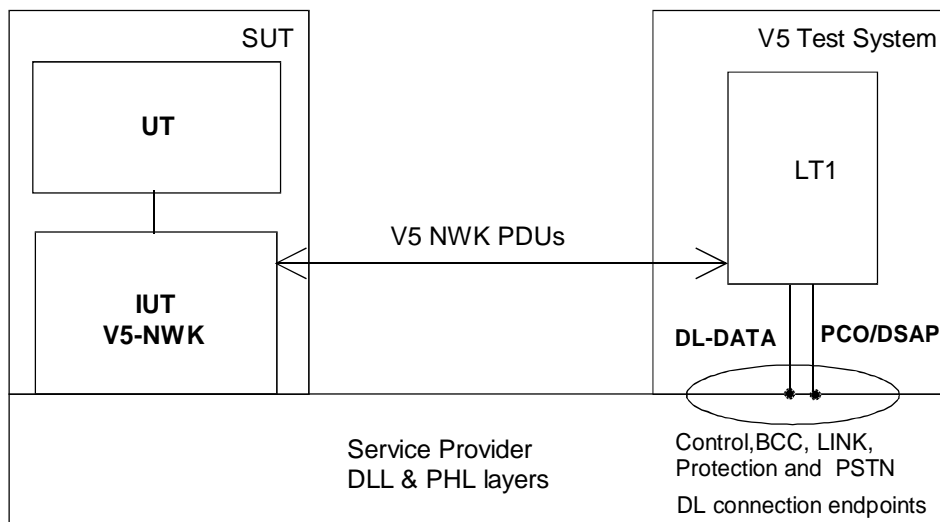 SUT
V5 Test System
UT
LT1
V5 NWK PDUs
IUT
V5-NWK
DL-DATA
PCO/DSAP
Service Provider
DLL & PHL layers
Control,BCC, LINK,
Protection and PSTN
DL connection endpoints